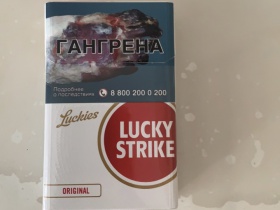 ГАНГРЕНА
Подробнее
о последствиях
8 800 200 0 200
Luckies
LUCKY
STRIKE
ORIGINAL